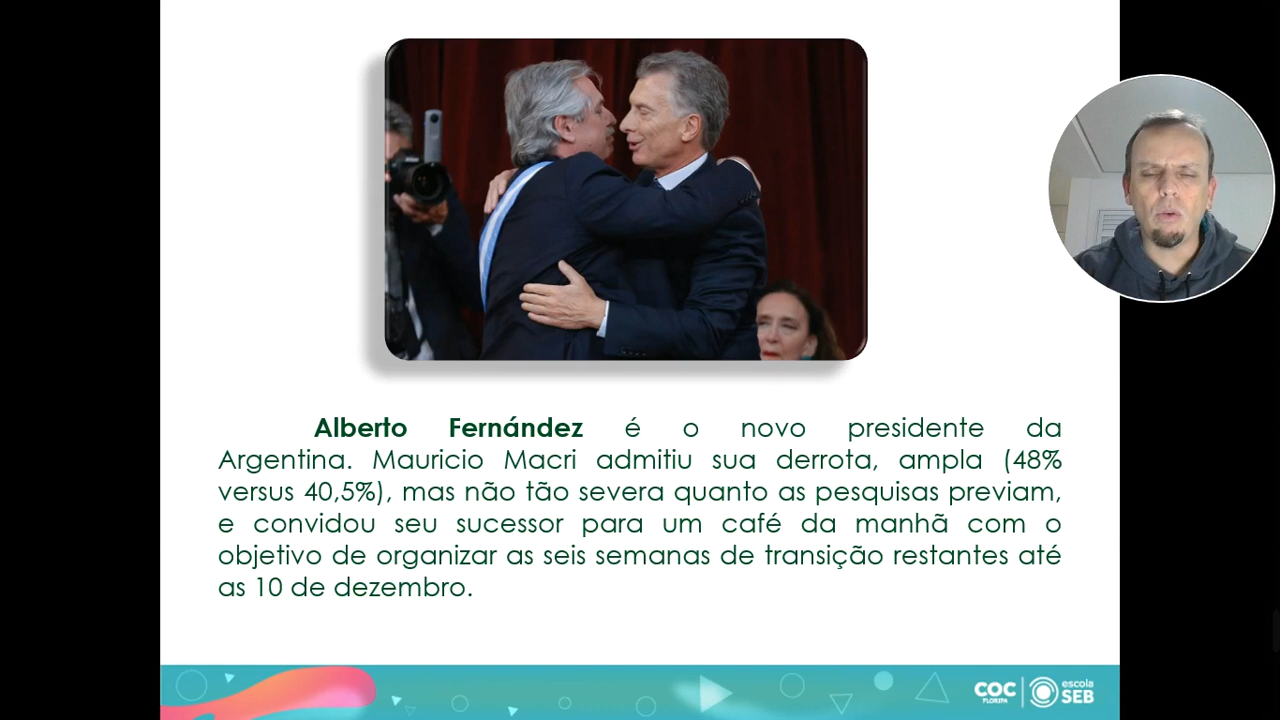 Alberto Fernández é o novo presidente da
Argentina. Mauricio Macri admitiu sua derrota, ampla (48%
versus 40,5%), mas não tão severa quanto as pesquisas previam,
e convidou seu sucessor para um café da manhã com o
objetivo de organizar as seis semanas de transição restantes até
as 10 de dezembro.
COC
FLORIPA
escola
SEB